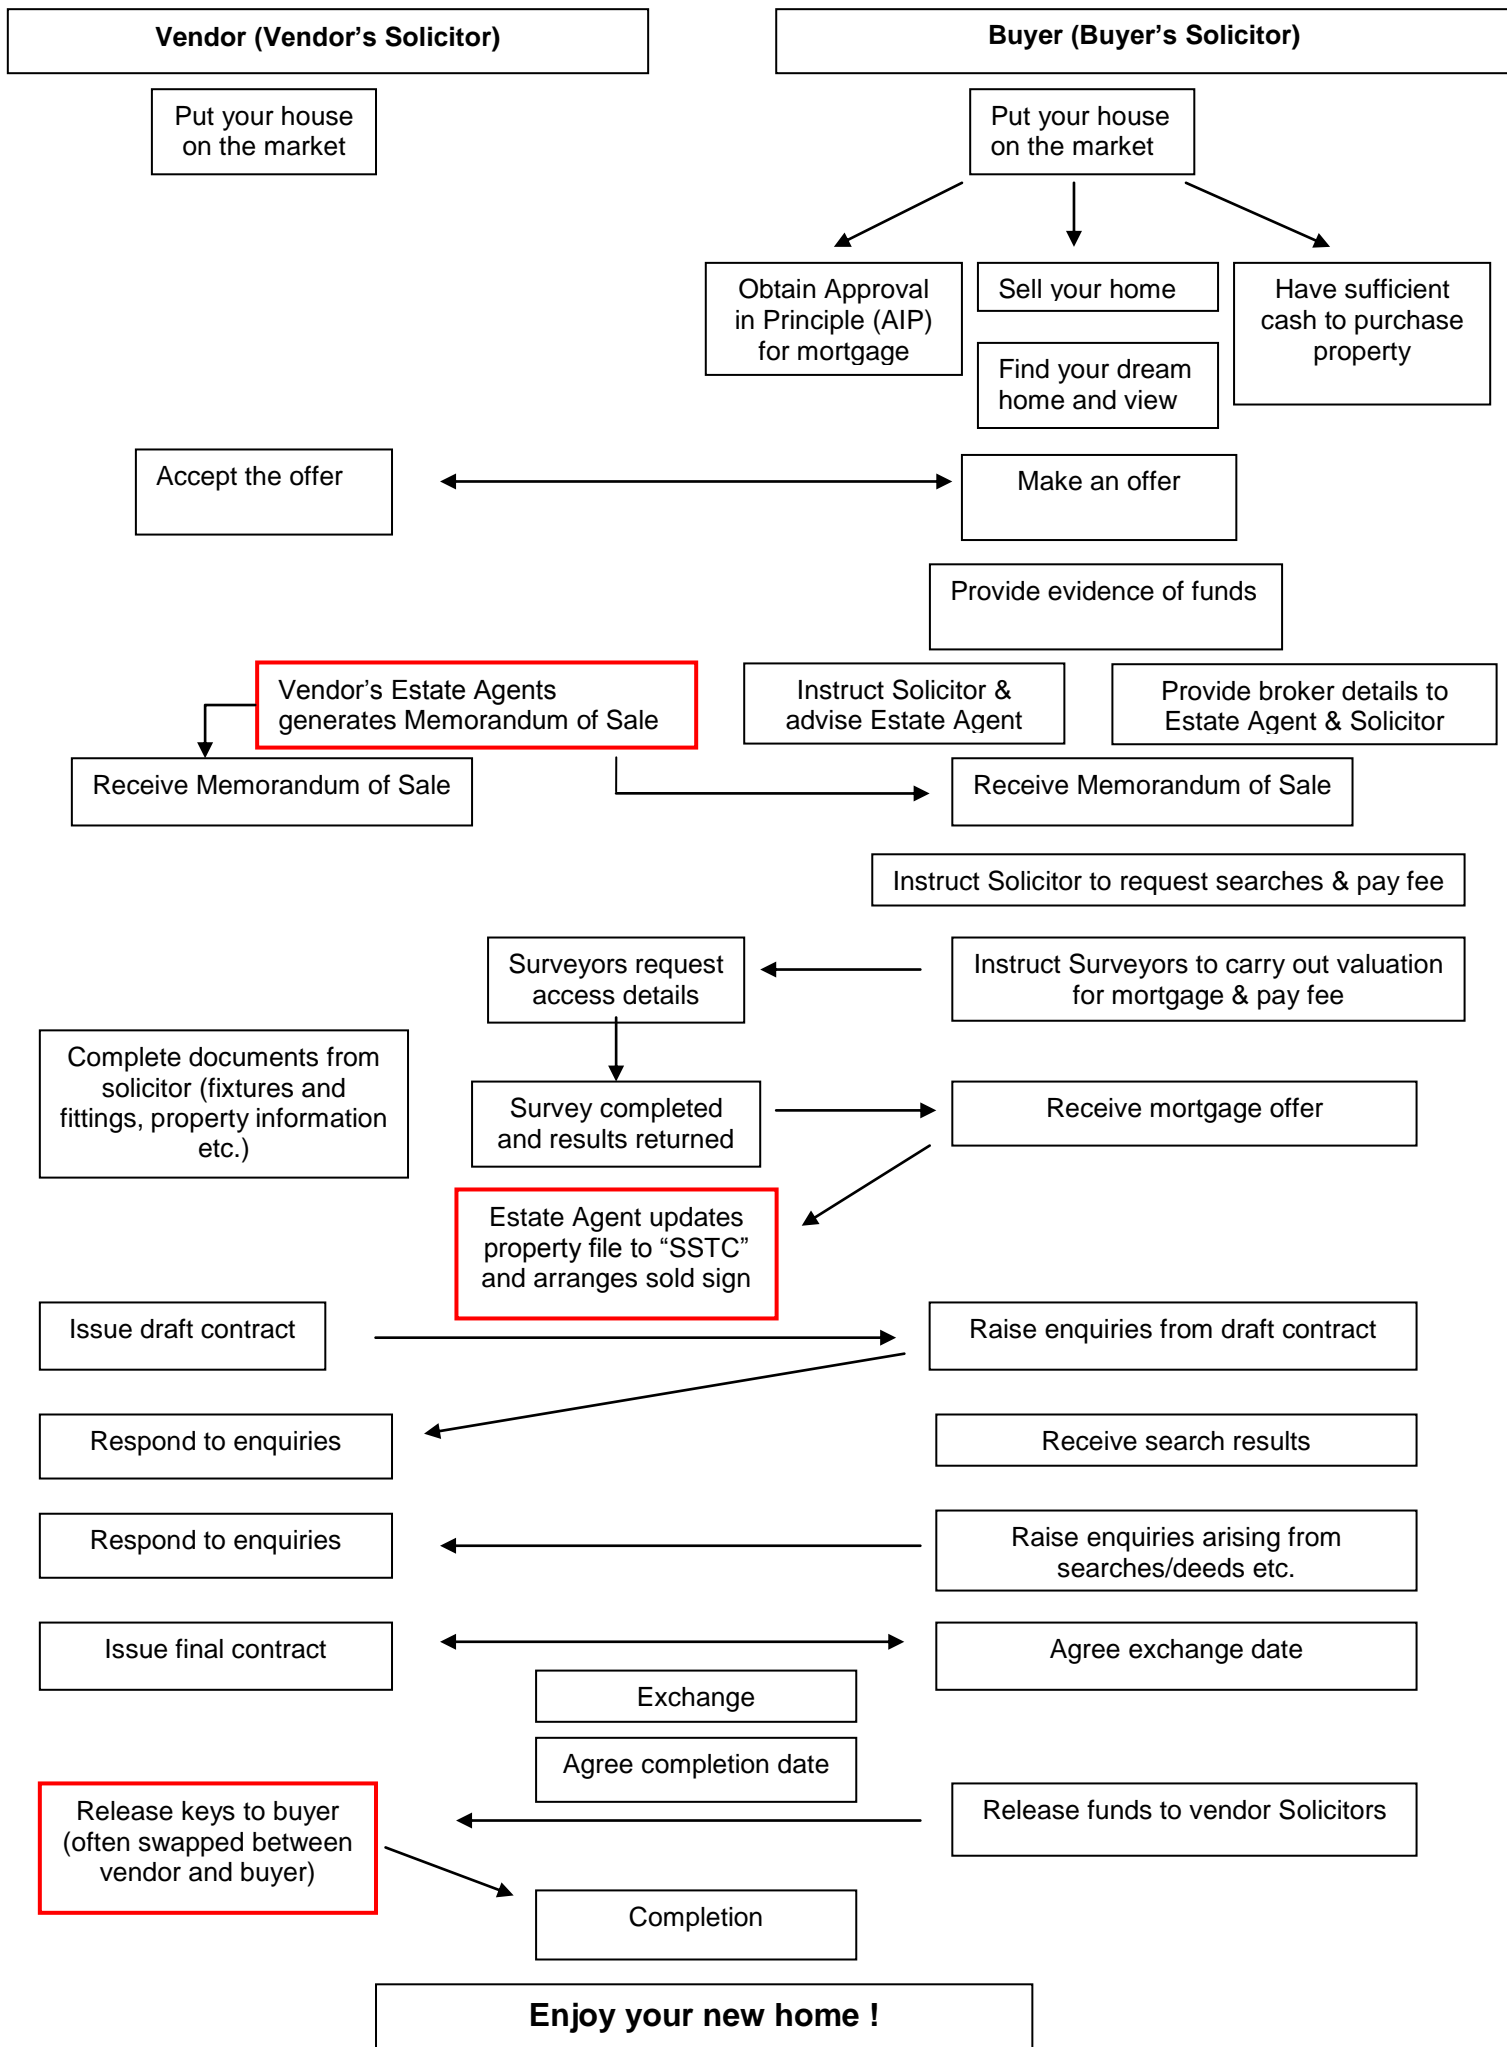 Vendor (Vendor’s Solicitor)
Buyer (Buyer’s Solicitor)
Put your house
on the market
Put your house
on the market
Obtain Approval
in Principle (AIP)
for mortgage
Sell your home
Have sufficient
cash to purchase
property
Find your dream
home and view
Accept the offer
Make an offer
Provide evidence of funds
Vendor’s Estate Agents
generates Memorandum of Sale
Instruct Solicitor &
advise Estate Agent
Provide broker details to
Estate Agent & Solicitor
Receive Memorandum of Sale
Receive Memorandum of Sale
Instruct Solicitor to request searches & pay fee
Surveyors request
access details
Instruct Surveyors to carry out valuation
for mortgage & pay fee
Complete documents from
solicitor (fixtures and
fittings, property information
etc.)
Survey completed
and results returned
Receive mortgage offer
Estate Agent updates
property file to “SSTC”
and arranges sold sign
Issue draft contract
Raise enquiries from draft contract
Respond to enquiries
Receive search results
Respond to enquiries
Raise enquiries arising from
searches/deeds etc.
Issue final contract
Agree exchange date
Exchange
Agree completion date
Release keys to buyer
(often swapped between
vendor and buyer)
Release funds to vendor Solicitors
Completion
Enjoy your new home !